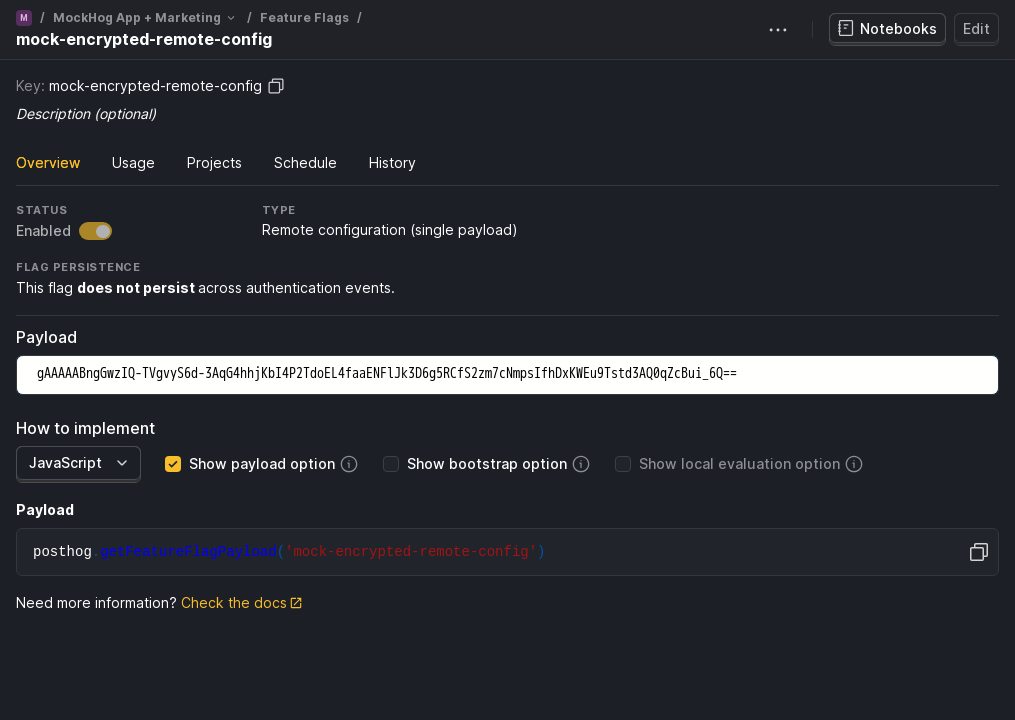 M / MockHog App + Marketing / Feature Flags /
mock-encrypted-remote-config
Notebooks
Edit
Key: mock-encrypted-remote-config
Description (optional)
Overview Usage Projects Schedule History
STATUS TYPE
Enabled Remote configuration (single payload)
FLAG PERSISTENCE
This flag does not persist across authentication events.
Payload
gAAAAABngGwzIQ-TVgvyS6d-3AqG4hhjKbI4P2TdoEL4faaENFlJk3D6g5RCfS2zm7cNmpsIfhDxKWEu9Tstd3AQ0qZcBui_6Q==
How to implement
JavaScript Show payload option Show bootstrap option Show local evaluation option
Payload
posthog.getFeatureFlagPayload('mock-encrypted-remote-config')
Need more information? Check the docs